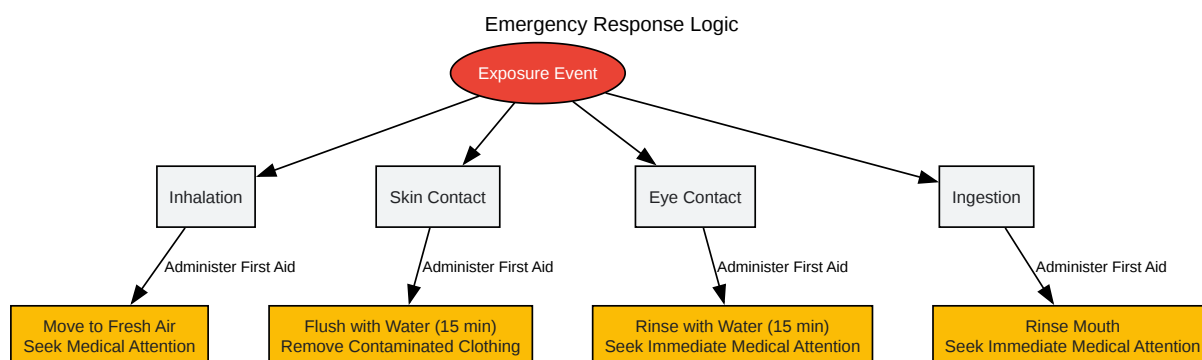 Emergency Response Logic
Exposure Event
Inhalation
Skin Contact
Eye Contact
Ingestion
Administer First Aid
Administer First Aid
Administer First Aid
Administer First Aid
Move to Fresh Air
Seek Medical Attention
Flush with Water (15 min)
Remove Contaminated Clothing
Rinse with Water (15 min)
Seek Immediate Medical Attention
Rinse Mouth
Seek Immediate Medical Attention